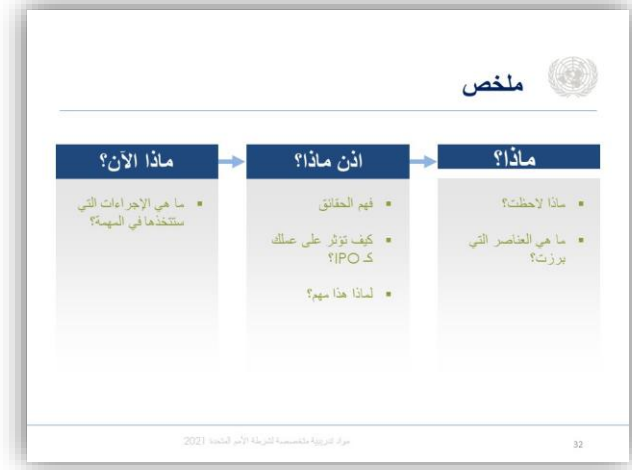 ملخص
ماذا؟
ماذا لاحظت؟
ما هي العناصر التي
برزت؟
اذن ماذا؟
فهم الحقائق
كيف تؤثر على عملك
كـ IPO؟
لماذا هذا مهم؟
ماذا الآن؟
ما هي الإجراءات التي
ستتخذها في المهمة؟
مواد تدريبية متخصصة لشرطة الأمم المتحدة 2021
32